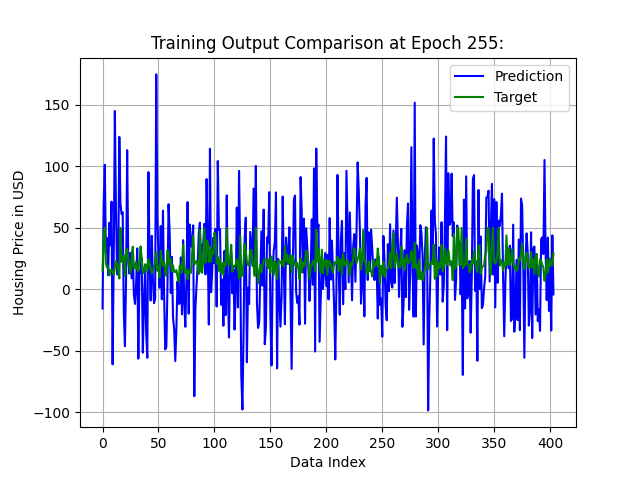 Training Output Comparison at Epoch 255:
Prediction
Target
Housing Price in USD
150
100
50
0
−50
−100
0 50 100 150 200 250 300 350 400
Data Index